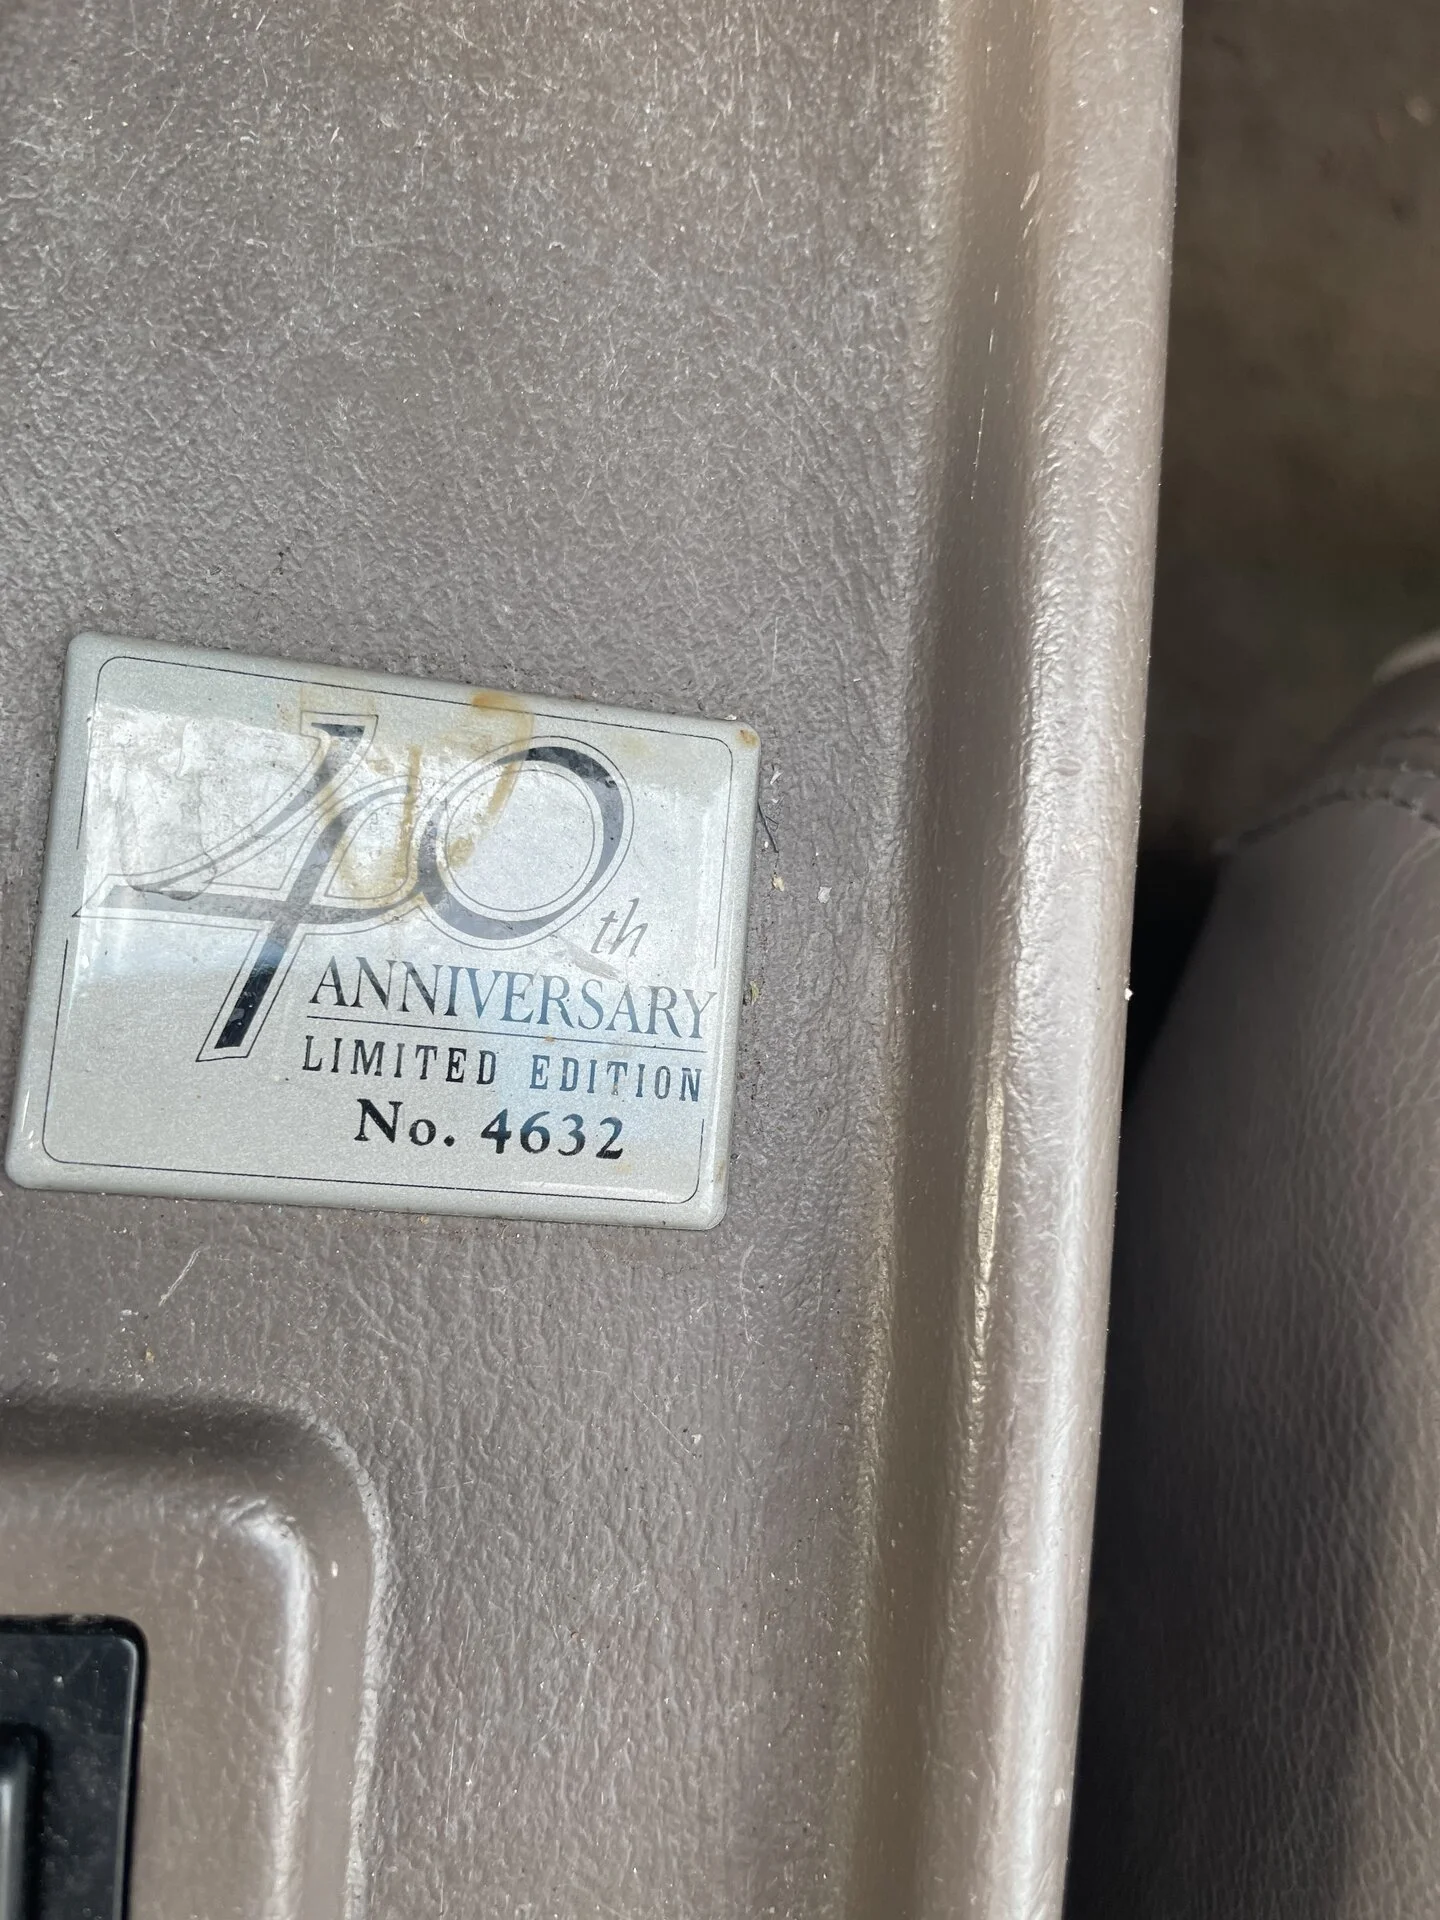 40th
ANNIVERSARY
LIMITED EDITION
No. 4632